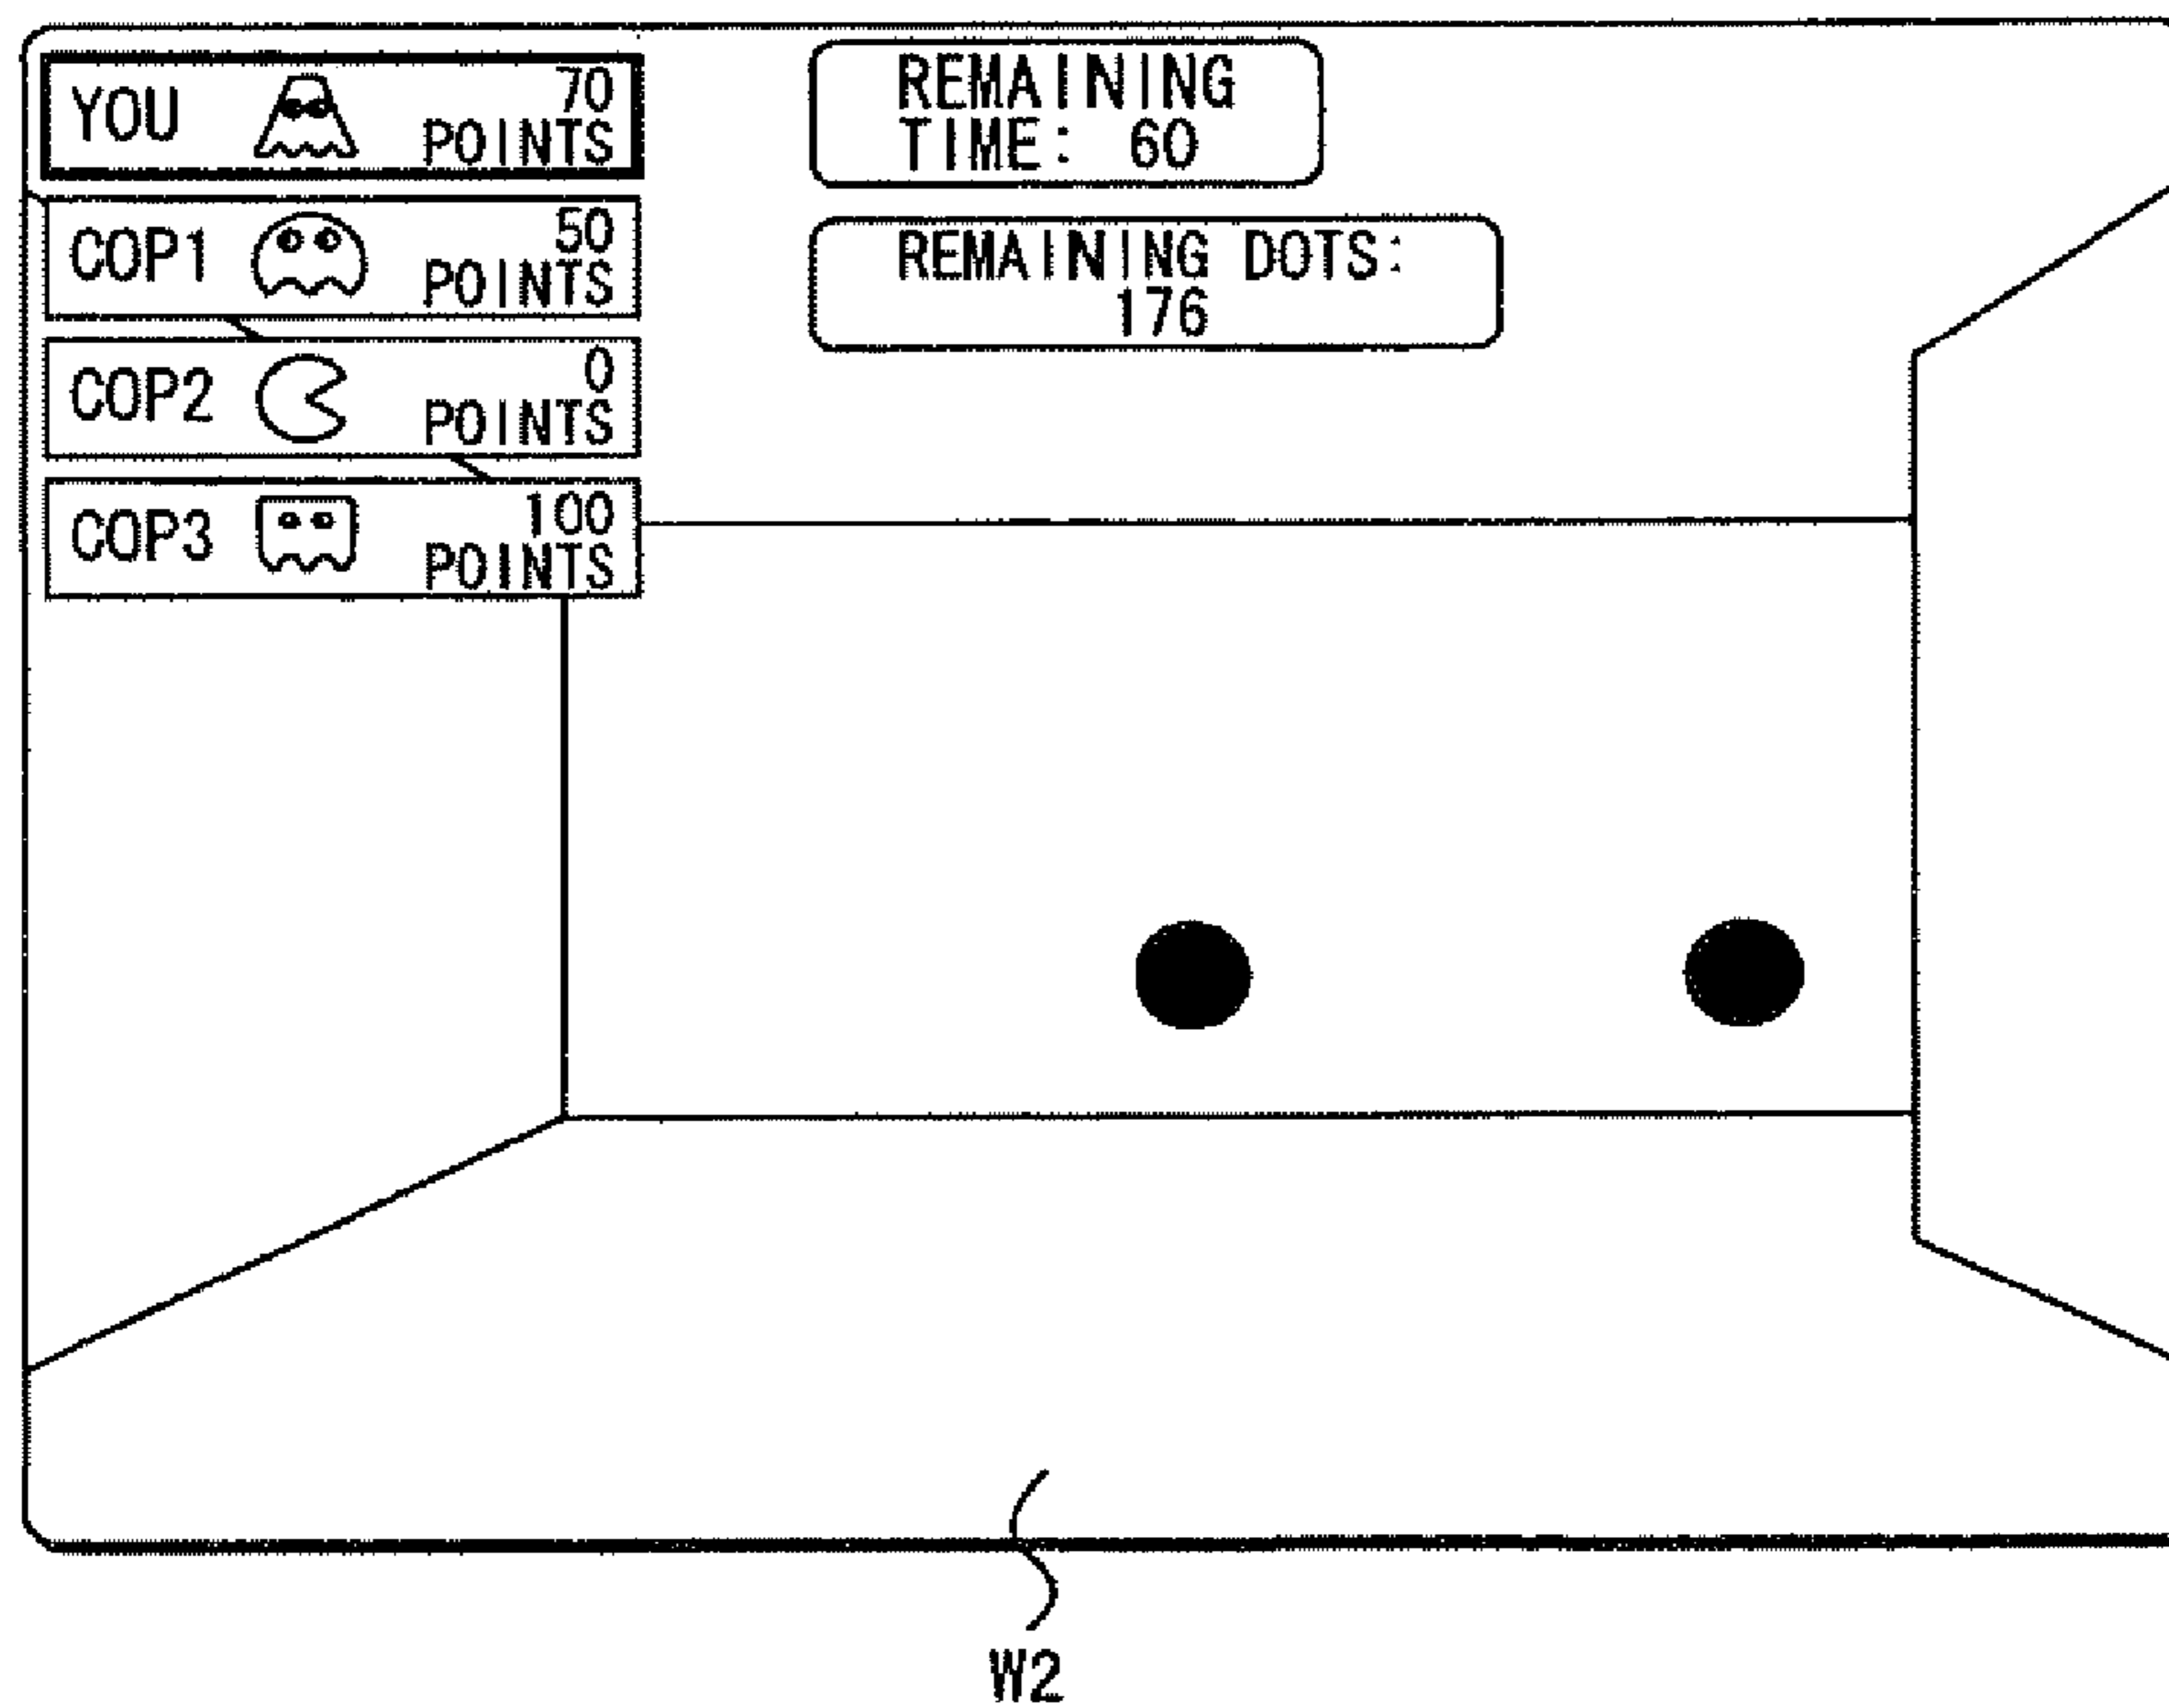 YOU 70
POINTS
COP1 50
POINTS
COP2 0
POINTS
COP3 100
POINTS
REMAINING
TIME: 60
REMAINING DOTS:
176
W2